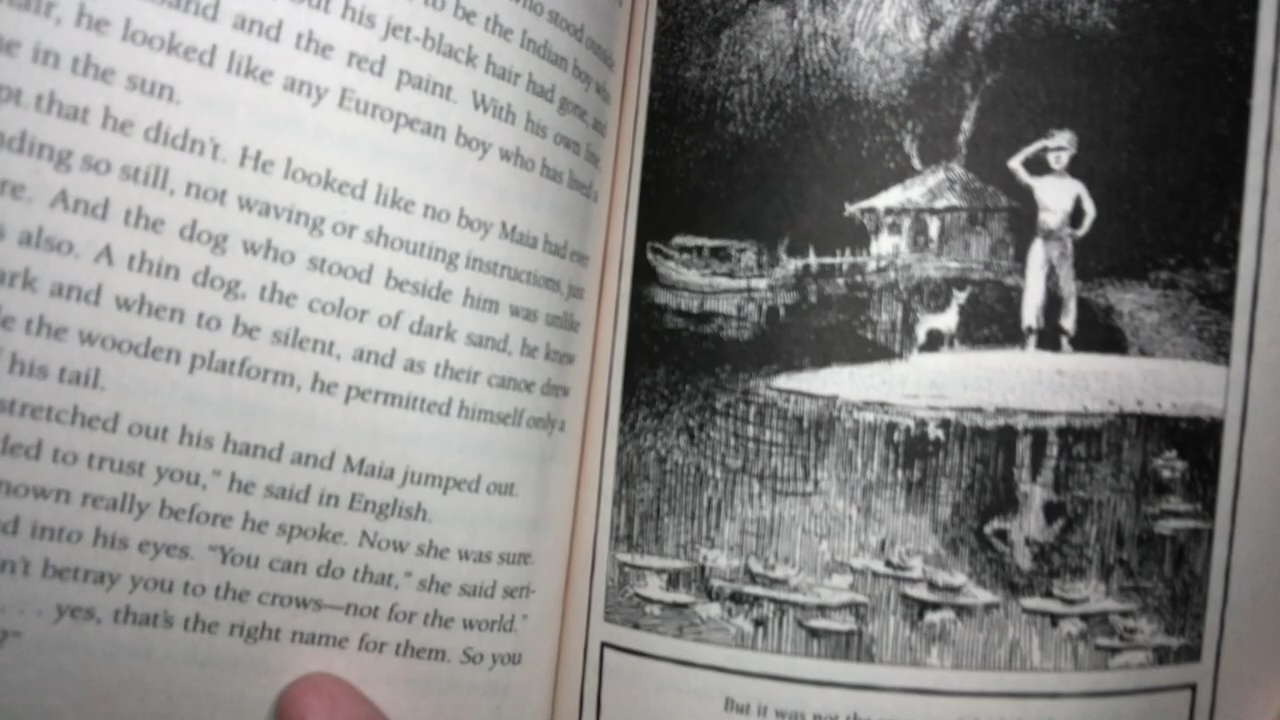 who stood outside
to be the Indian boy who
out his jet-black hair had gone, and
and the red paint. With his own fine
hair, he looked like any European boy who has lived a
in the sun.
that he didn't. He looked like no boy Maia had ever
so still, not waving or shouting instructions, just
And the dog who stood beside him was unlike
also. A thin dog, the color of dark sand, he knew
and when to be silent, and as their canoe drew
the wooden platform, he permitted himself only a
his tail.
stretched out his hand and Maia jumped out.
to trust you," he said in English.
really before he spoke. Now she was sure.
into his eyes. "You can do that," she said seri-
betray you to the crows—not for the world."
. . . yes, that's the right name for them. So you
?"
But it was not the